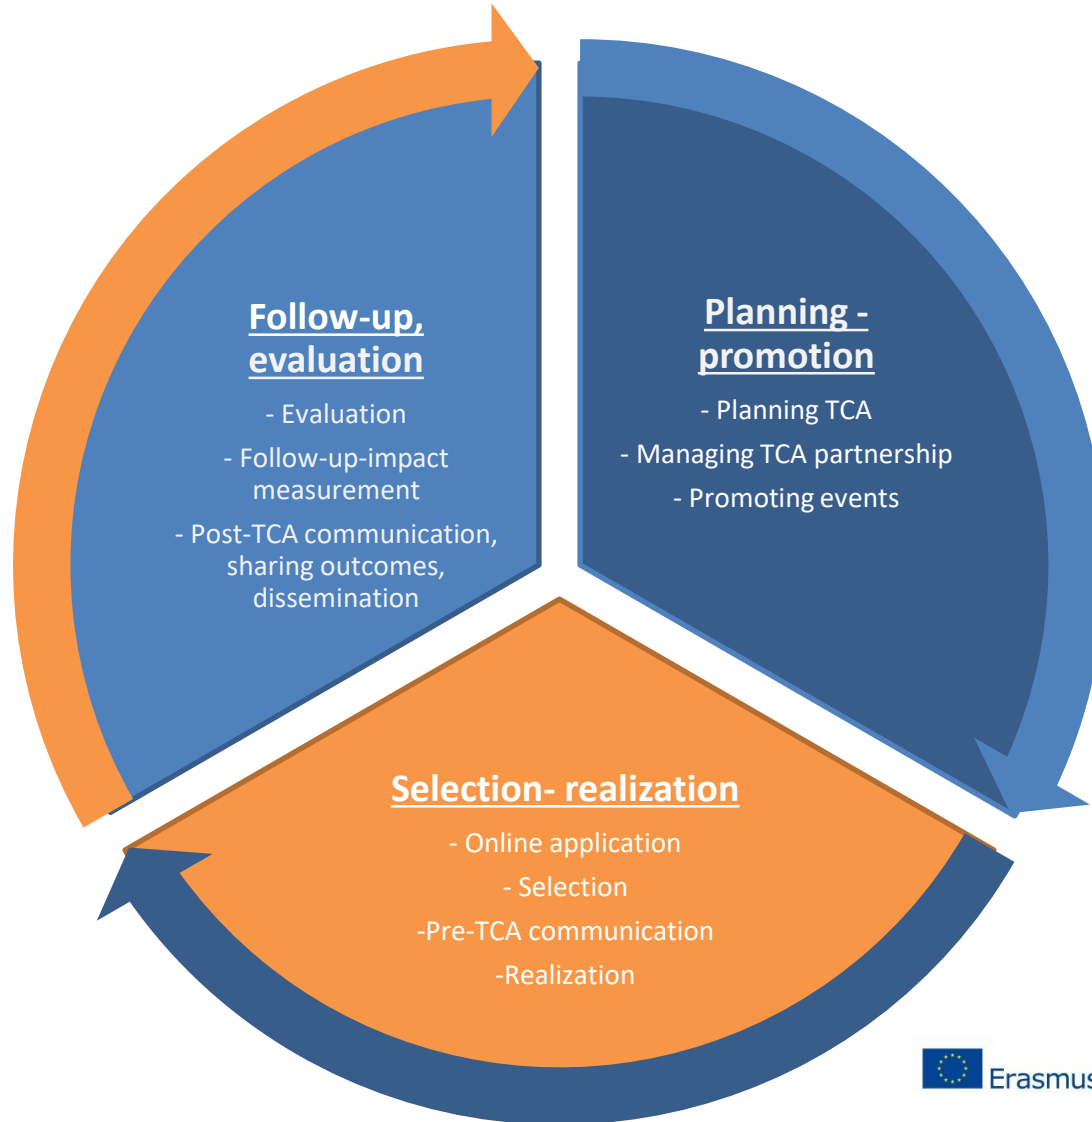 Follow-up,
evaluation
- Evaluation
- Follow-up-impact
measurement
- Post-TCA communication,
sharing outcomes,
dissemination
Planning -
promotion
- Planning TCA
- Managing TCA partnership
- Promoting events
Selection- realization
- Online application
- Selection
-Pre-TCA communication
-Realization
Erasmus